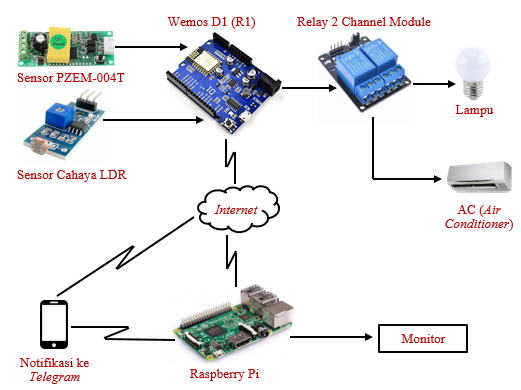 Wemos D1 (R1)
Relay 2 Channel Module
Sensor PZEM-004T
Lampu
Sensor Cahaya LDR
Internet
AC (Air
Conditioner)
Monitor
Notifikasi ke
Telegram
Raspberry Pi